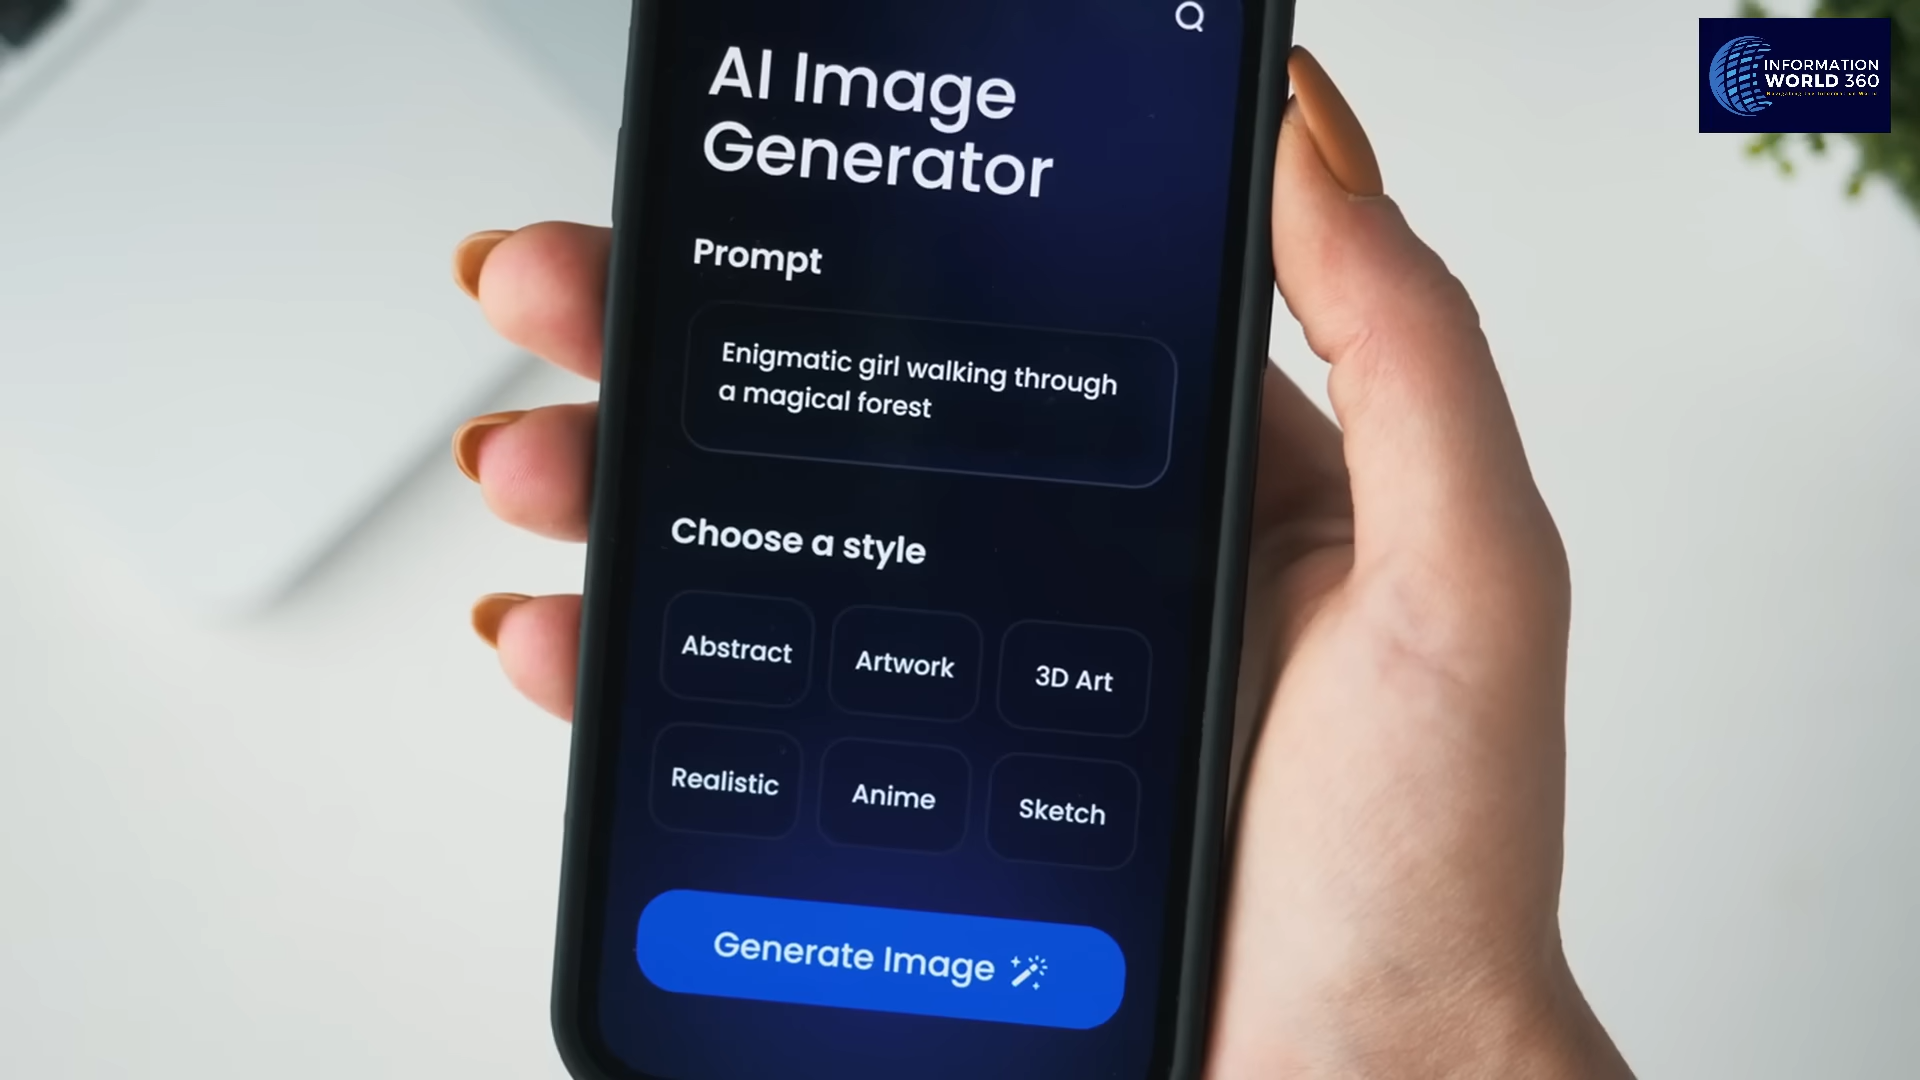 AI Image
Generator
Prompt
Enigmatic girl walking through
a magical forest
Choose a style
Abstract
Artwork
3D Art
Realistic
Anime
Sketch
Generate Image
INFORMATION
WORLD 360